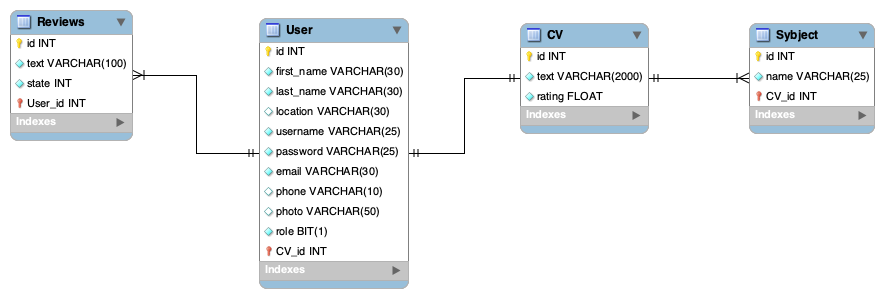 Reviews
id INT
text VARCHAR(100)
state INT
User_id INT
Indexes
User
id INT
first_name VARCHAR(30)
last_name VARCHAR(30)
location VARCHAR(30)
username VARCHAR(25)
password VARCHAR(25)
email VARCHAR(30)
phone VARCHAR(10)
photo VARCHAR(50)
role BIT(1)
CV_id INT
Indexes
CV
id INT
text VARCHAR(2000)
rating FLOAT
Indexes
Sybject
id INT
name VARCHAR(25)
CV_id INT
Indexes